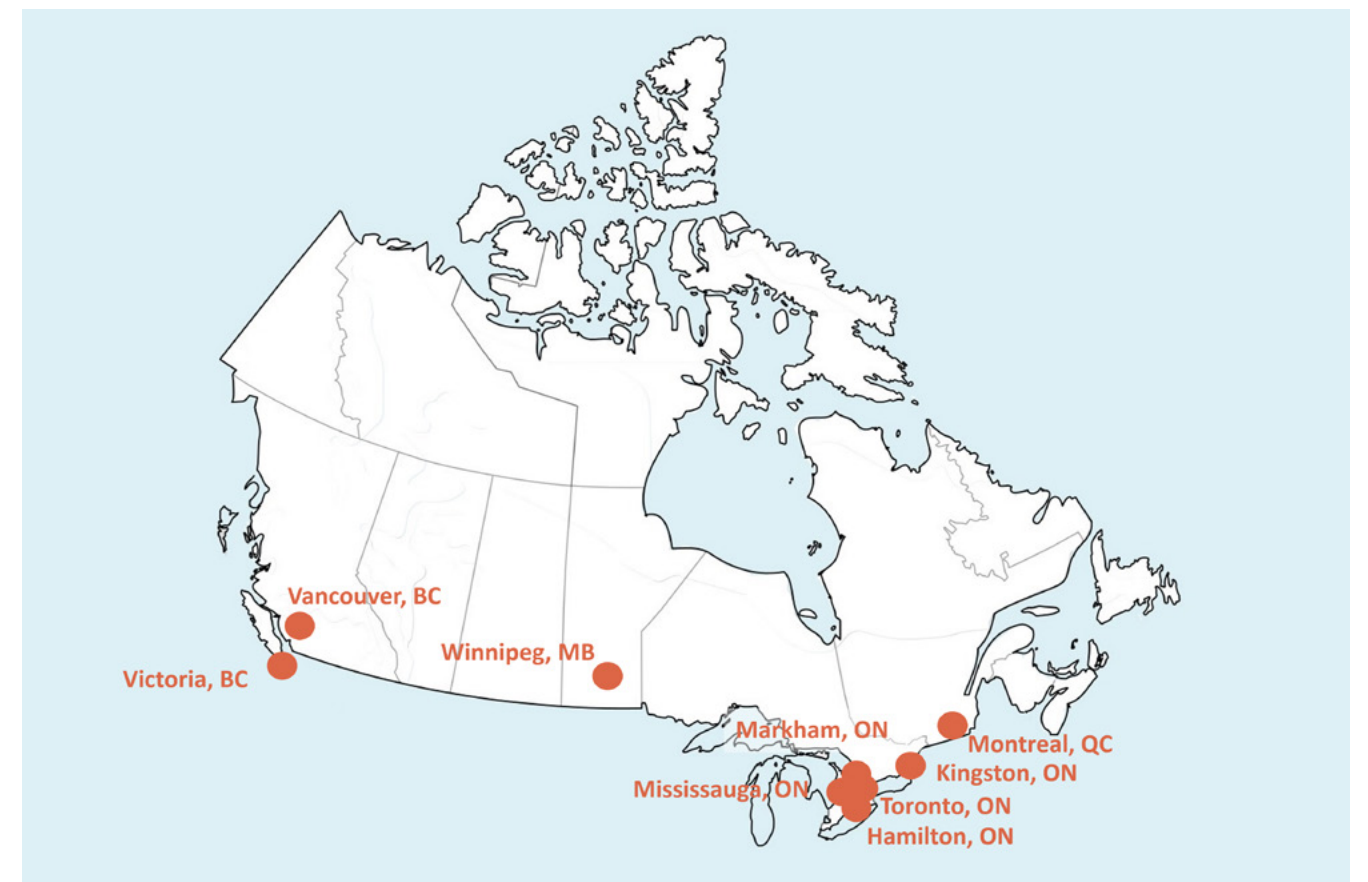 Vancouver, BC
Winnipeg, MB
Victoria, BC
Markham, ON
Montreal, QC
Kingston, ON
Mississauga, ON
Toronto, ON
Hamilton, ON